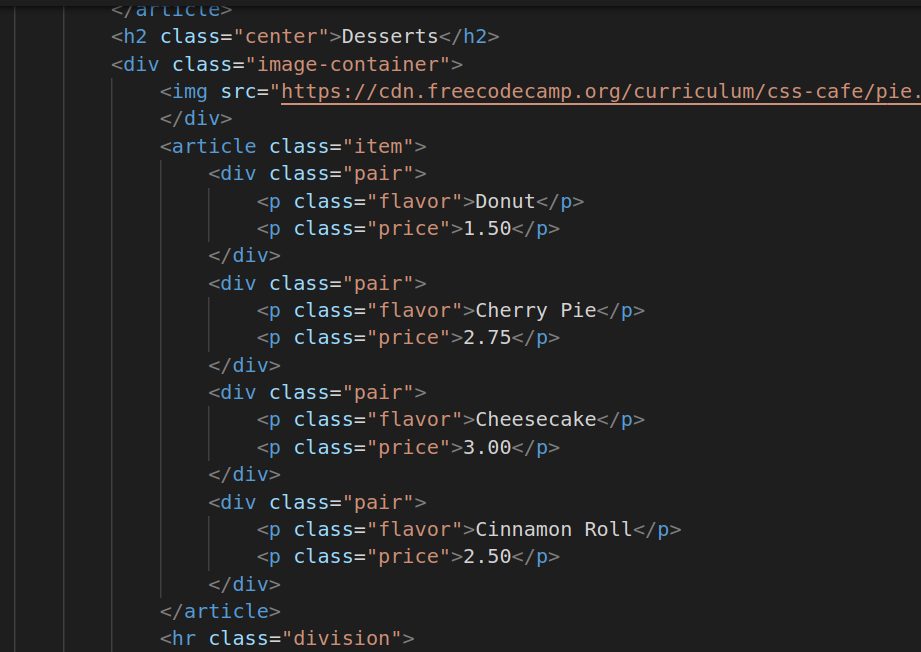 </article>
<h2 class="center">Desserts</h2>
<div class="image-container">
<img src="https://cdn.freecodecamp.org/curriculum/css-cafe/pie.
</div>
<article class="item">
<div class="pair">
<p class="flavor">Donut</p>
<p class="price">1.50</p>
</div>
<div class="pair">
<p class="flavor">Cherry Pie</p>
<p class="price">2.75</p>
</div>
<div class="pair">
<p class="flavor">Cheesecake</p>
<p class="price">3.00</p>
</div>
<div class="pair">
<p class="flavor">Cinnamon Roll</p>
<p class="price">2.50</p>
</div>
</article>
<hr class="division">